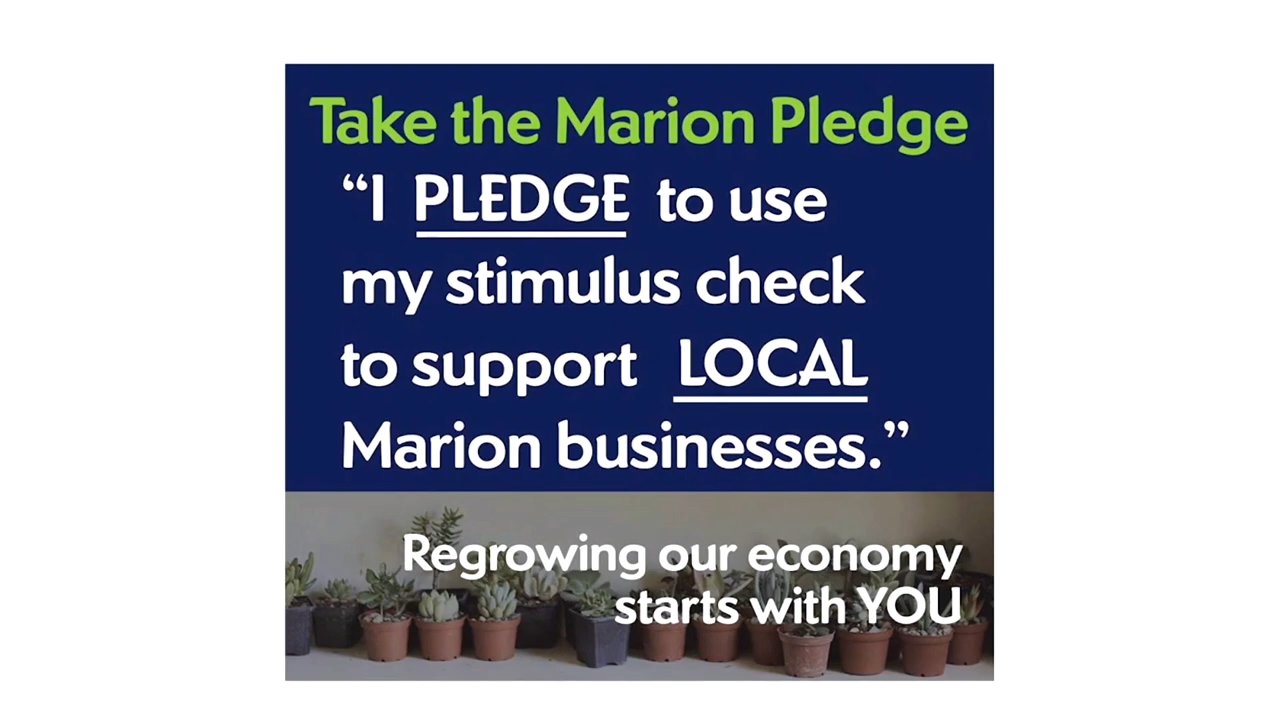 Take the Marion Pledge
“I PLEDGE to use
my stimulus check
to support LOCAL
Marion businesses.”
Regrowing our economy
starts with YOU